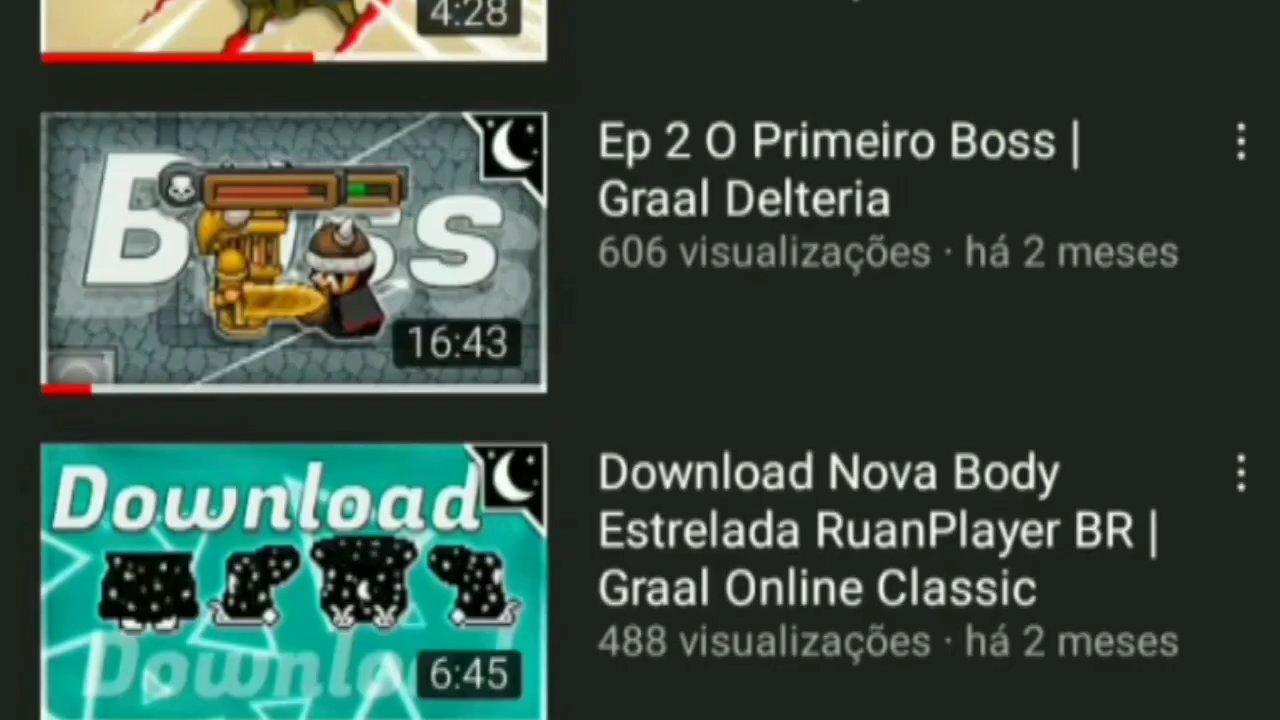 4:28
Boss
16:43
Ep 2 O Primeiro Boss |
Graal Delteria
606 visualizações · há 2 meses
Download
Downlo
6:45
Download Nova Body
Estrelada RuanPlayer BR |
Graal Online Classic
488 visualizações · há 2 meses